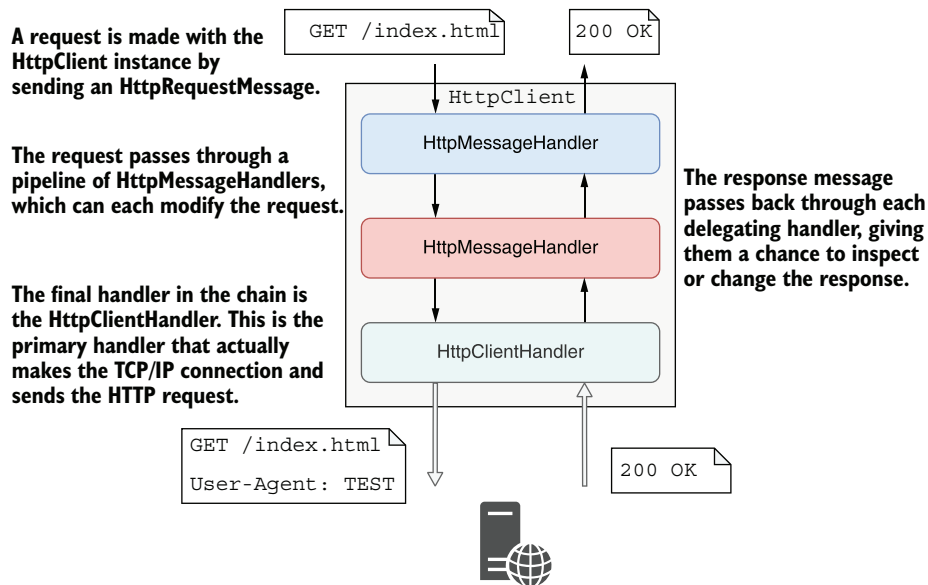 GET /index.html
200 OK
A request is made with the
HttpClient instance by
sending an HttpRequestMessage.
HttpClient
HttpMessageHandler
The request passes through a
pipeline of HttpMessageHandlers,
which can each modify the request.
The response message
passes back through each
delegating handler, giving
them a chance to inspect
or change the response.
HttpMessageHandler
The final handler in the chain is
the HttpClientHandler. This is the
primary handler that actually
makes the TCP/IP connection and
sends the HTTP request.
HttpClientHandler
GET /index.html
User-Agent: TEST
200 OK